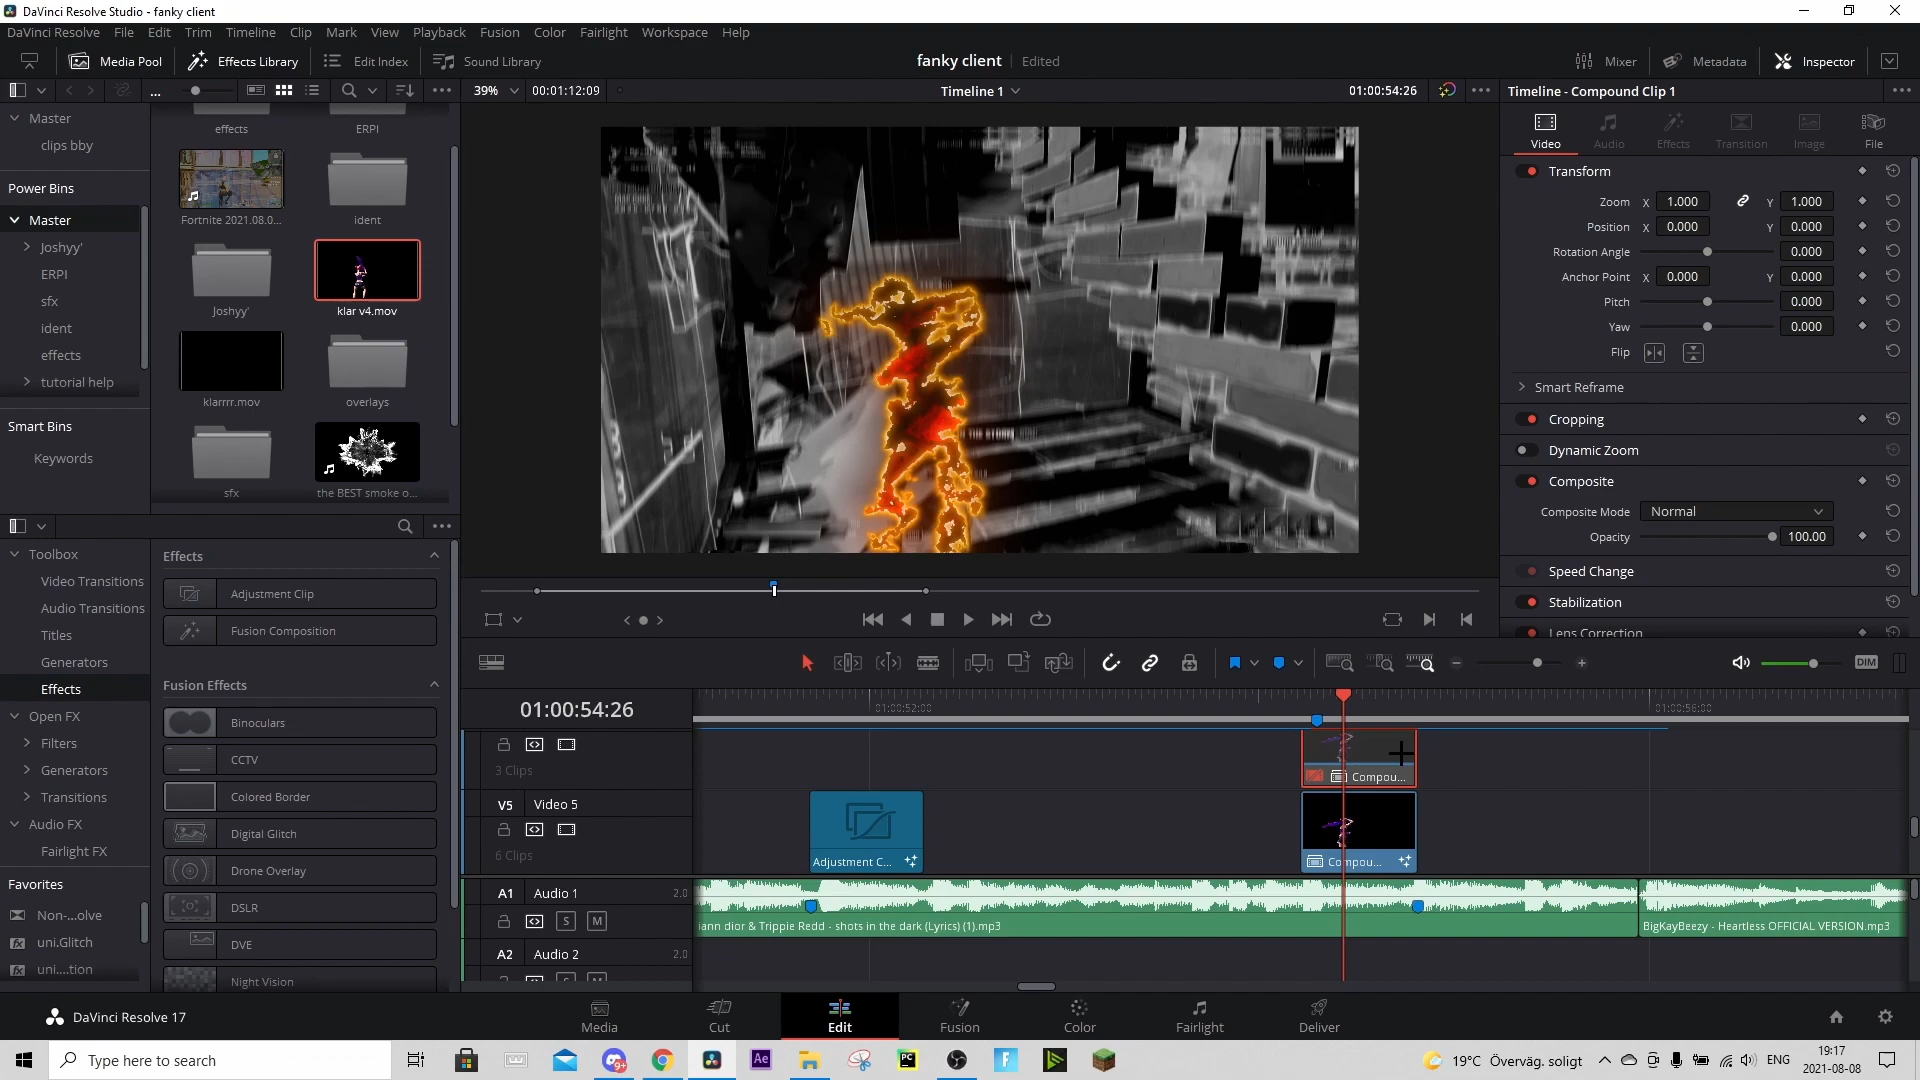 DaVinci Resolve Studio - fanky client
DaVinci Resolve File Edit Trim Timeline Clip Mark View Playback Fusion Color Fairlight Workspace Help
Media Pool Effects Library Edit Index Sound Library fanky client Edited Mixer Metadata Inspector
... 39% 00:01:12:09 Timeline 1 01:00:54:26 Timeline - Compound Clip 1
Master
clips bby
Power Bins
Master
Joshyy'
ERPI
sfx
ident
effects
tutorial help
Smart Bins
Keywords
effects ERPI
Fortnite 2021.08.0... ident
Joshyy' klar v4.mov
klarrrr.mov overlays
sfx the BEST smoke o...
Video Audio Effects Transition Image File
Transform
Zoom X 1.000 Y 1.000
Position X 0.000 Y 0.000
Rotation Angle 0.000
Anchor Point X 0.000 Y 0.000
Pitch 0.000
Yaw 0.000
Flip
Smart Reframe
Cropping
Dynamic Zoom
Composite
Composite Mode Normal
Opacity 100.00
Speed Change
Stabilization
Lens Correction
Toolbox
Video Transitions
Audio Transitions
Titles
Generators
Effects
Open FX
Filters
Generators
Transitions
Audio FX
Fairlight FX
Favorites
Non-...olve
uni.Glitch
uni....tion
Effects
Adjustment Clip
Fusion Composition
Fusion Effects
Binoculars
CCTV
Colored Border
Digital Glitch
Drone Overlay
DSLR
DVE
Night Vision
DIM
01:00:54:26 01:00:52:00 01:00:56:00
3 Clips Compou...
V5 Video 5
6 Clips Adjustment C... Compou...
A1 Audio 1 2.0
S M iann dior & Trippie Redd - shots in the dark (Lyrics) (1).mp3 BigKayBeezy - Heartless OFFICIAL VERSION.mp3
A2 Audio 2 2.0
S M
DaVinci Resolve 17 Media Cut Edit Fusion Color Fairlight Deliver
Type here to search Ae PC F 19°C Överväg. soligt ENG 19:17
2021-08-08